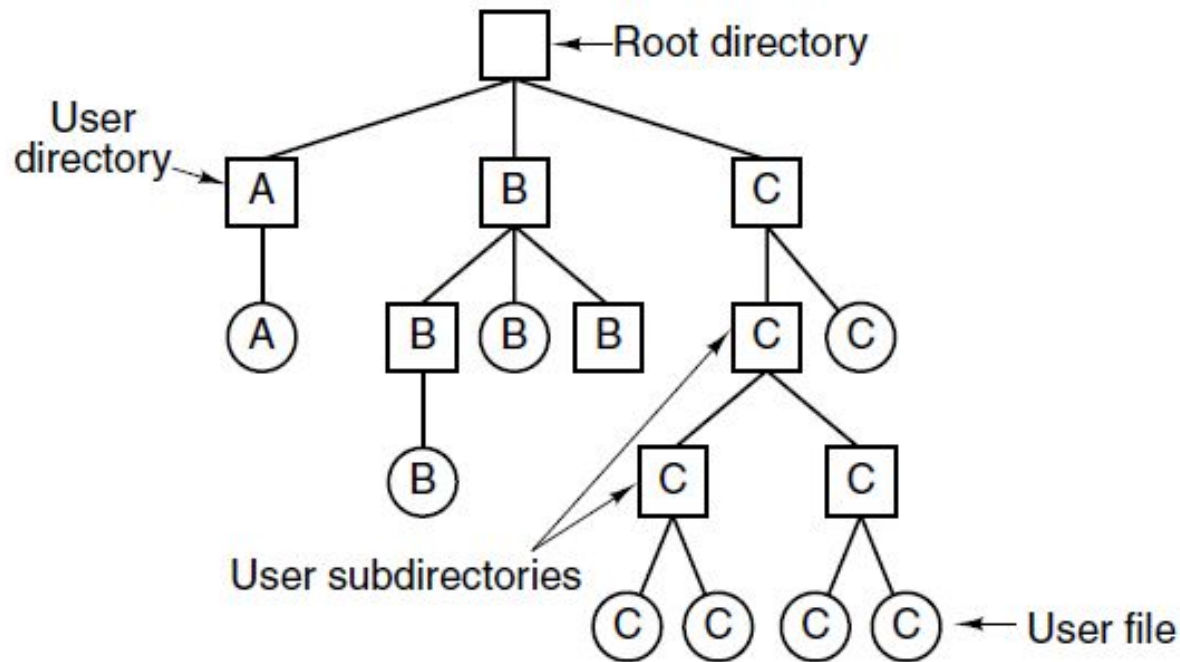 Root directory
User
directory
A
B
C
A
B
B
B
C
C
B
C
C
User subdirectories
C
C
C
C
User file